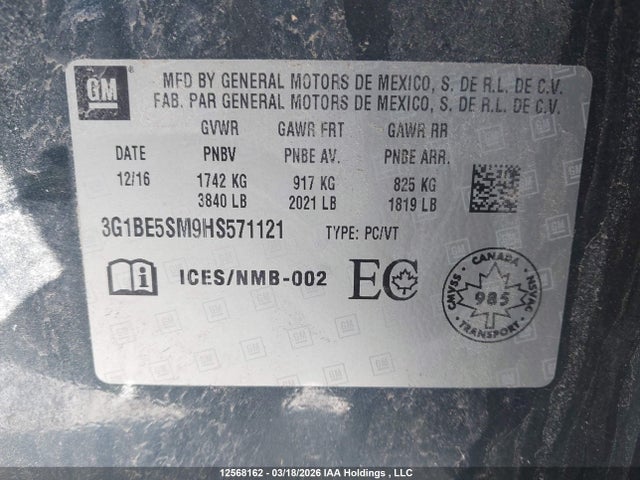 GM
MFD BY GENERAL MOTORS DE MEXICO, S. DE R.L. DE C.V.
FAB. PAR GENERAL MOTORS DE MEXICO, S. DE R.L. DE C.V.
GVWR GAWR FRT GAWR RR
DATE PNBV PNBE AV. PNBE ARR.
12/16 1742 KG 917 KG 825 KG
3840 LB 2021 LB 1819 LB
3G1BE5SM9HS571121 TYPE: PC/VT
i ICES/NMB-002 EC
CANADA
CMVSS 985 NSVAC
TRANSPORT
12568162 - 03/18/2026 IAA Holdings , LLC